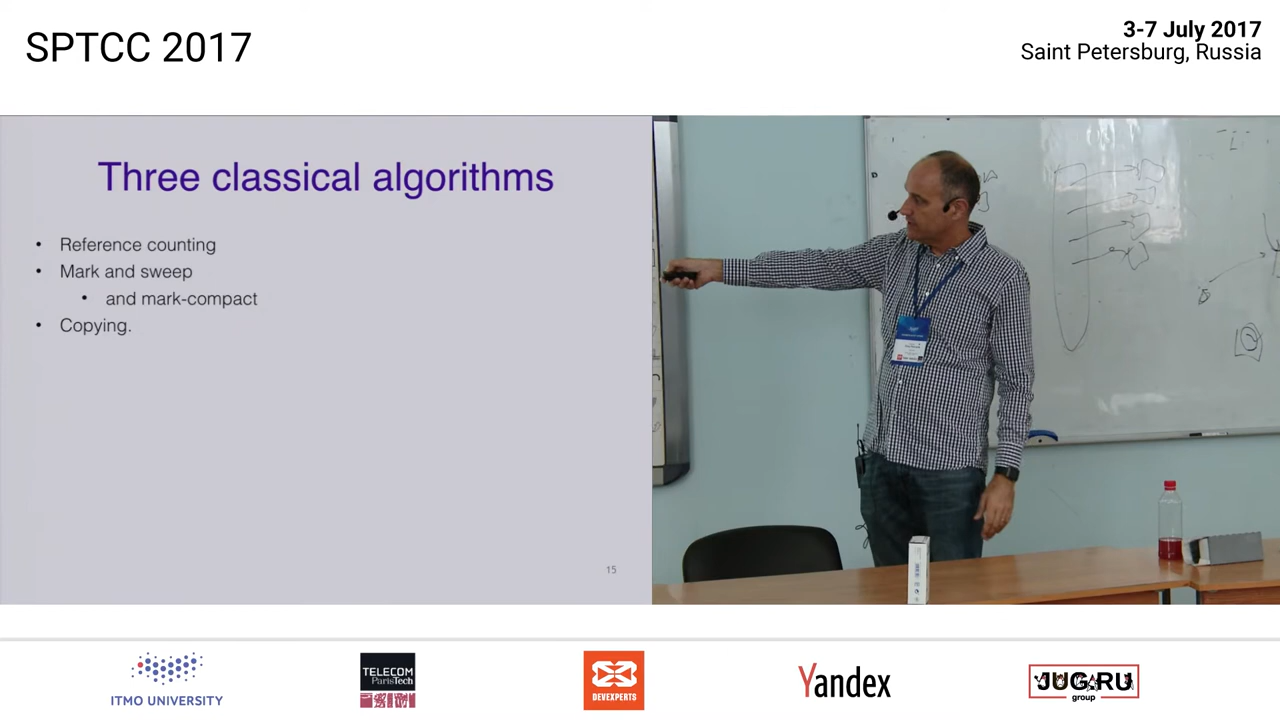 SPTCC 2017
3-7 July 2017
Saint Petersburg, Russia
Three classical algorithms
• Reference counting
• Mark and sweep
• and mark-compact
• Copying.
15
ITMO UNIVERSITY
TELECOM
ParisTech
DEVEXPERTS
Yandex
JUG.RU
group